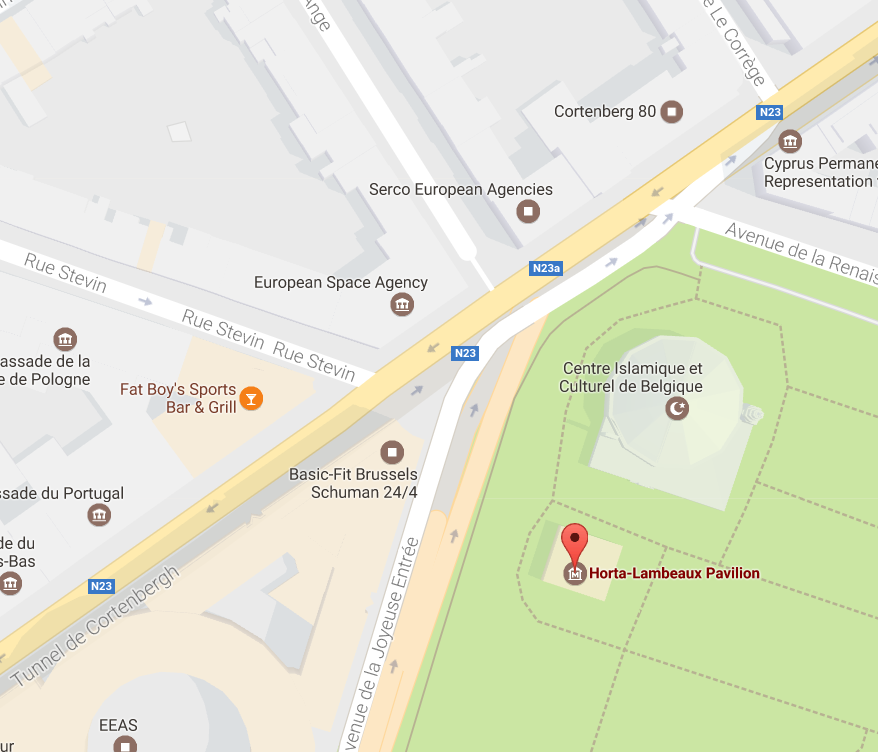 Ange
Le Corrège
Cortenberg 80
N23
Cyprus Permane
Representation
Serco European Agencies
Avenue de la Renais
N23a
Rue Stevin
European Space Agency
Rue Stevin
Rue Stevin
N23
assade de la
e de Pologne
Centre Islamique et
Culturel de Belgique
Fat Boy's Sports
Bar & Grill
Basic-Fit Brussels
Schuman 24/4
ssade du Portugal
de du
s-Bas
Horta-Lambeaux Pavilion
N23
Tunnel de Cortenbergh
venue de la Joyeuse Entrée
EEAS
ur